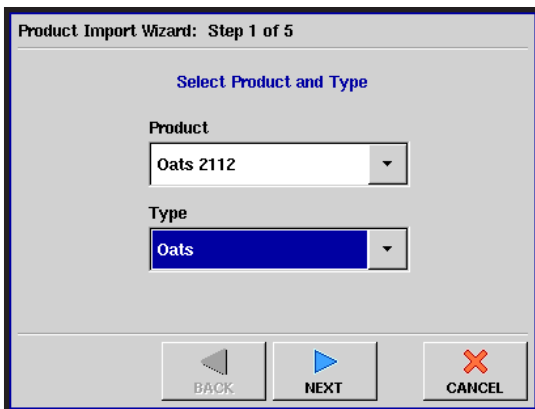 Product Import Wizard: Step 1 of 5
Select Product and Type
Product
Oats 2112
Type
Oats
BACK
NEXT
CANCEL